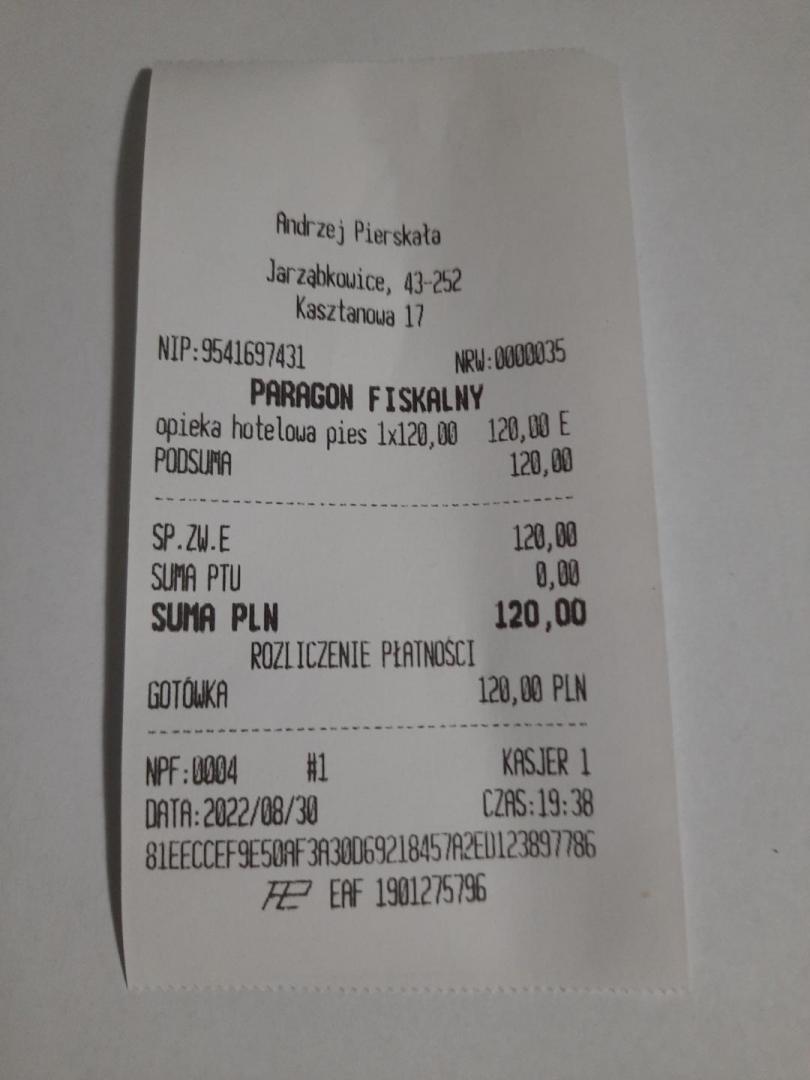 Andrzej Pierskała
Jarząbkowice, 43-252
Kasztanowa 17
NIP:9541697431 NRW:0000035
PARAGON FISKALNY
opieka hotelowa pies 1x120,00 120,00 E
PODSUMA 120,00
SP.ZW.E 120,00
SUMA PTU 0,00
SUMA PLN 120,00
ROZLICZENIE PŁATNOŚCI
GOTÓWKA 120,00 PLN
NPF:0004 #1 KASJER 1
DATA:2022/08/30 CZAS:19:38
81EECCEF9E50AF3A30D69218457A2ED123897786
EAF 1901275796